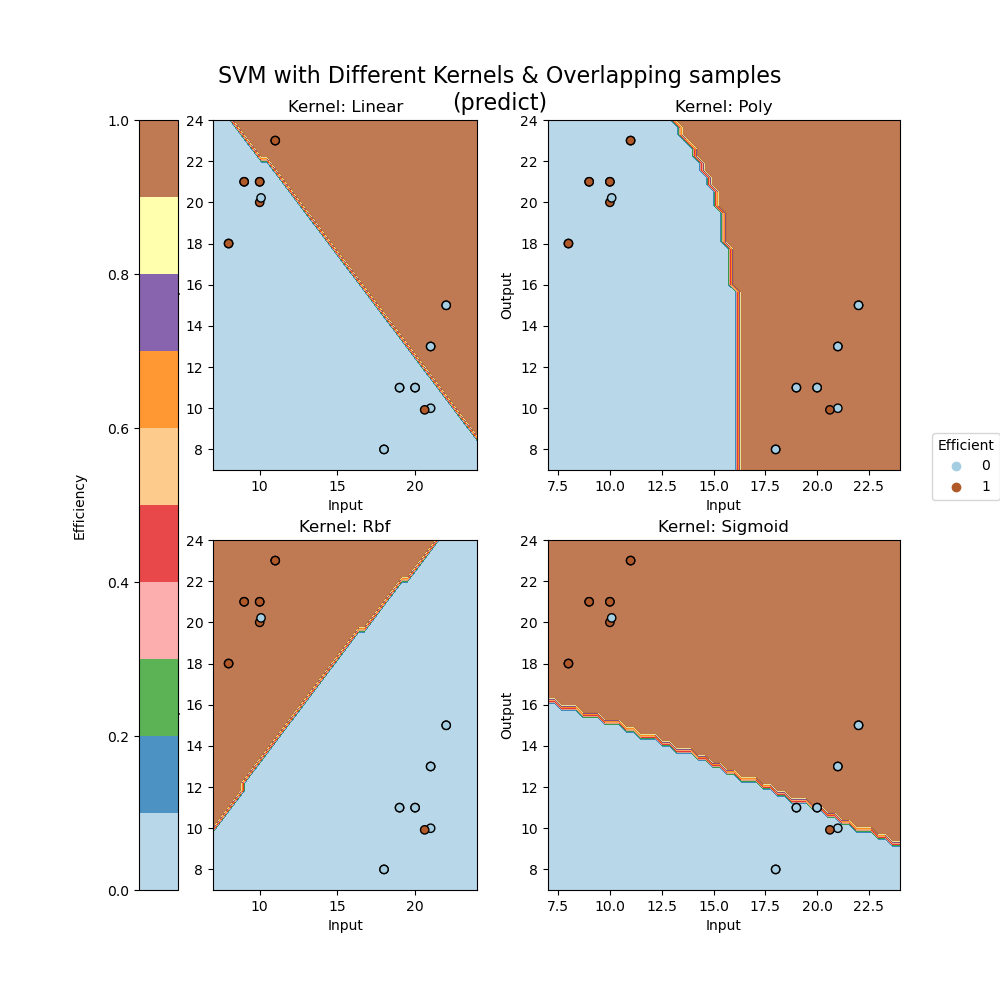 SVM with Different Kernels & Overlapping samples
(predict)
Efficiency
1.0
0.8
0.6
0.4
0.2
0.0
Kernel: Linear
24
22
20
18
16
14
12
10
8
10 15 20
Input
Kernel: Poly
Output
24
22
20
18
16
14
12
10
8
7.5 10.0 12.5 15.0 17.5 20.0 22.5
Input
Efficient
0
1
Kernel: Rbf
24
22
20
18
16
14
12
10
8
10 15 20
Input
Kernel: Sigmoid
Output
24
22
20
18
16
14
12
10
8
7.5 10.0 12.5 15.0 17.5 20.0 22.5
Input